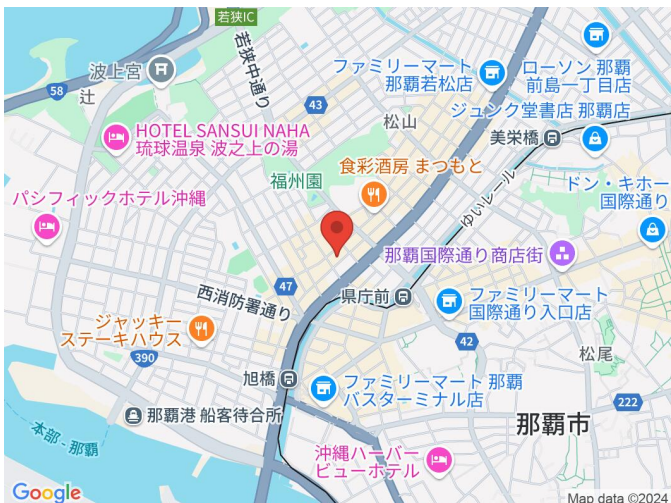 若狭IC
波上宮
若狭中通り
ファミリーマート
那覇若松店
ローソン 那覇
前島一丁目店
58
辻
43
松山
ジュンク堂書店 那覇店
美栄橋
HOTEL SANSUI NAHA
琉球温泉 波之上の湯
食彩酒房 まつもと
福州園
ゆいレール
ドン・キホー
国際通り
パシフィックホテル沖縄
那覇国際通り商店街
47
西消防署通り
県庁前
ファミリーマート
国際通り入口店
ジャッキー
ステーキハウス
42
松尾
390
旭橋
ファミリーマート 那覇
バスターミナル店
222
那覇港 船客待合所
那覇市
本部 - 那覇
沖縄ハーバー
ビューホテル
Google
Map data ©2024